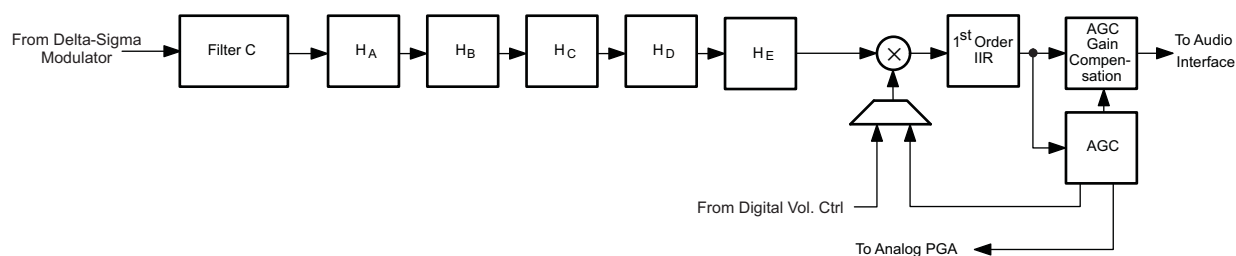 From Delta-Sigma
Modulator
Filter C
HA
HB
HC
HD
HE
×
1st Order
IIR
AGC
Gain
Compen-
sation
To Audio
Interface
AGC
From Digital Vol. Ctrl
To Analog PGA